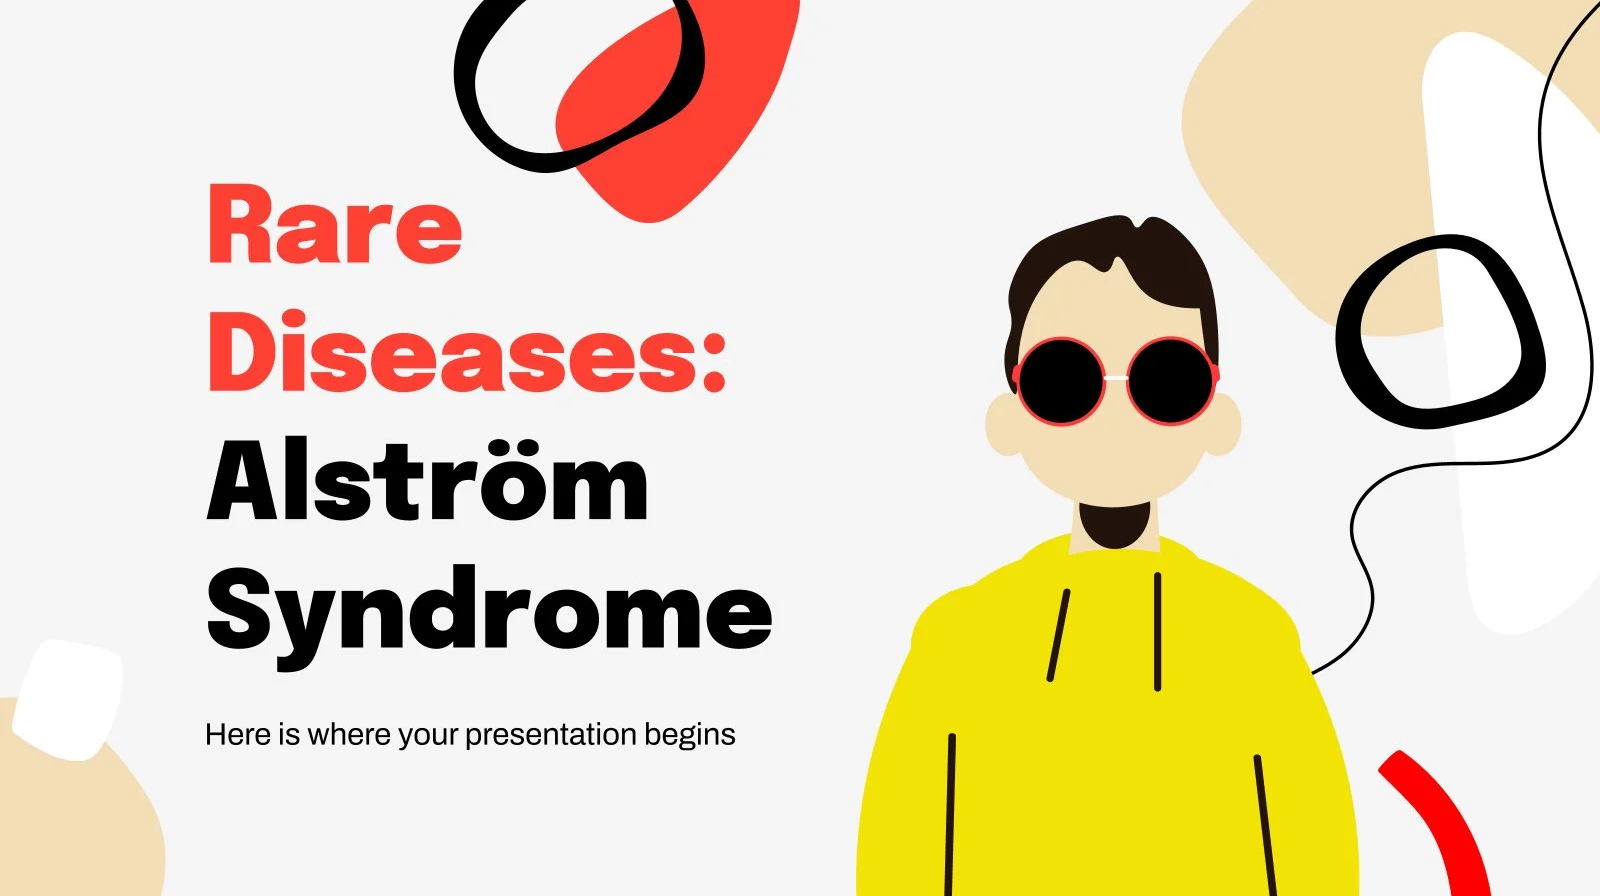 Rare
Diseases:
Alström
Syndrome
Here is where your presentation begins